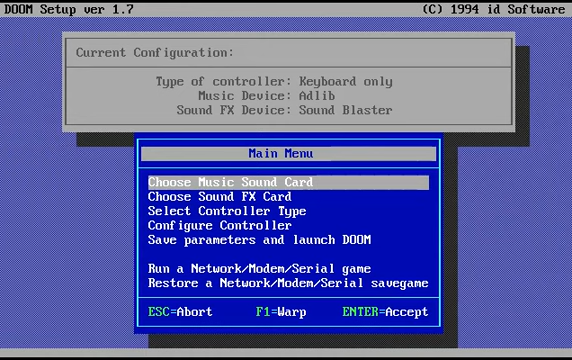 DOOM Setup ver 1.7 (C) 1994 id Software
Current Configuration:
Type of controller: Keyboard only
Music Device: Adlib
Sound FX Device: Sound Blaster
Main Menu
Choose Music Sound Card
Choose Sound FX Card
Select Controller Type
Configure Controller
Save parameters and launch DOOM
Run a Network/Modem/Serial game
Restore a Network/Modem/Serial savegame
ESC=Abort F1=Warp ENTER=Accept